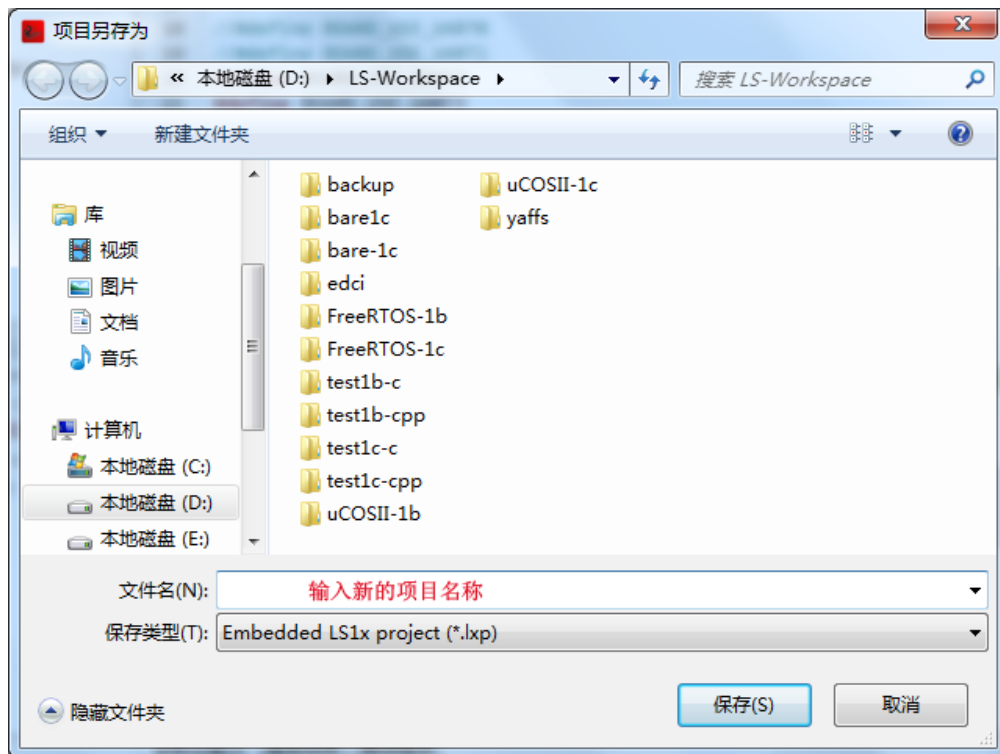 项目另存为
« 本地磁盘 (D:) LS-Workspace
搜索 LS-Workspace
组织 新建文件夹
库
视频
图片
文档
音乐
计算机
本地磁盘 (C:)
本地磁盘 (D:)
本地磁盘 (E:)
backup
bare1c
bare-1c
edci
FreeRTOS-1b
FreeRTOS-1c
test1b-c
test1b-cpp
test1c-c
test1c-cpp
uCOSII-1b
uCOSII-1c
yaffs
文件名(N): 输入新的项目名称
保存类型(T): Embedded LS1x project (*.lxp)
隐藏文件夹 保存(S) 取消